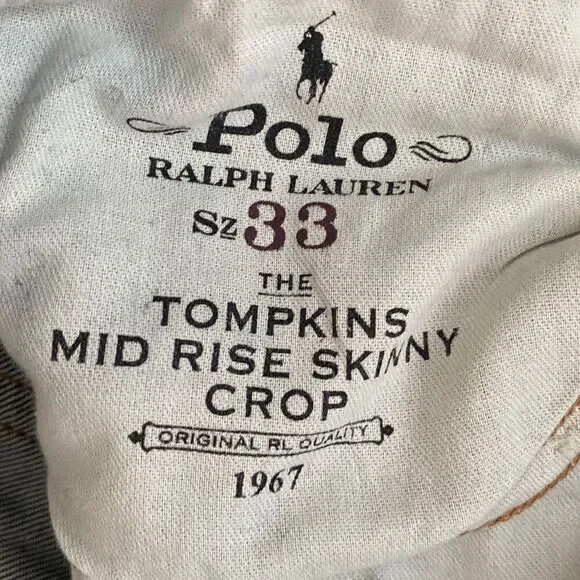 Polo
RALPH LAUREN
Sz 33
THE
TOMPKINS
MID RISE SKINNY
CROP
ORIGINAL RL QUALITY
1967